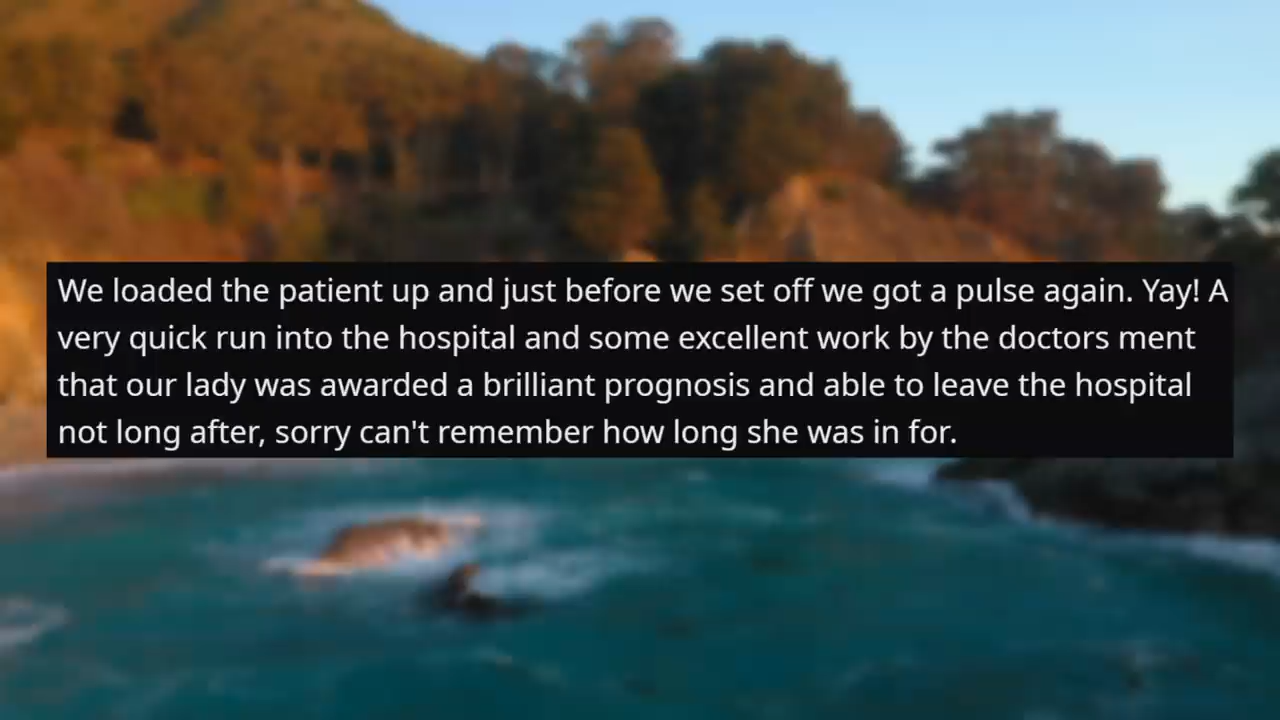 We loaded the patient up and just before we set off we got a pulse again. Yay! A
very quick run into the hospital and some excellent work by the doctors ment
that our lady was awarded a brilliant prognosis and able to leave the hospital
not long after, sorry can't remember how long she was in for.